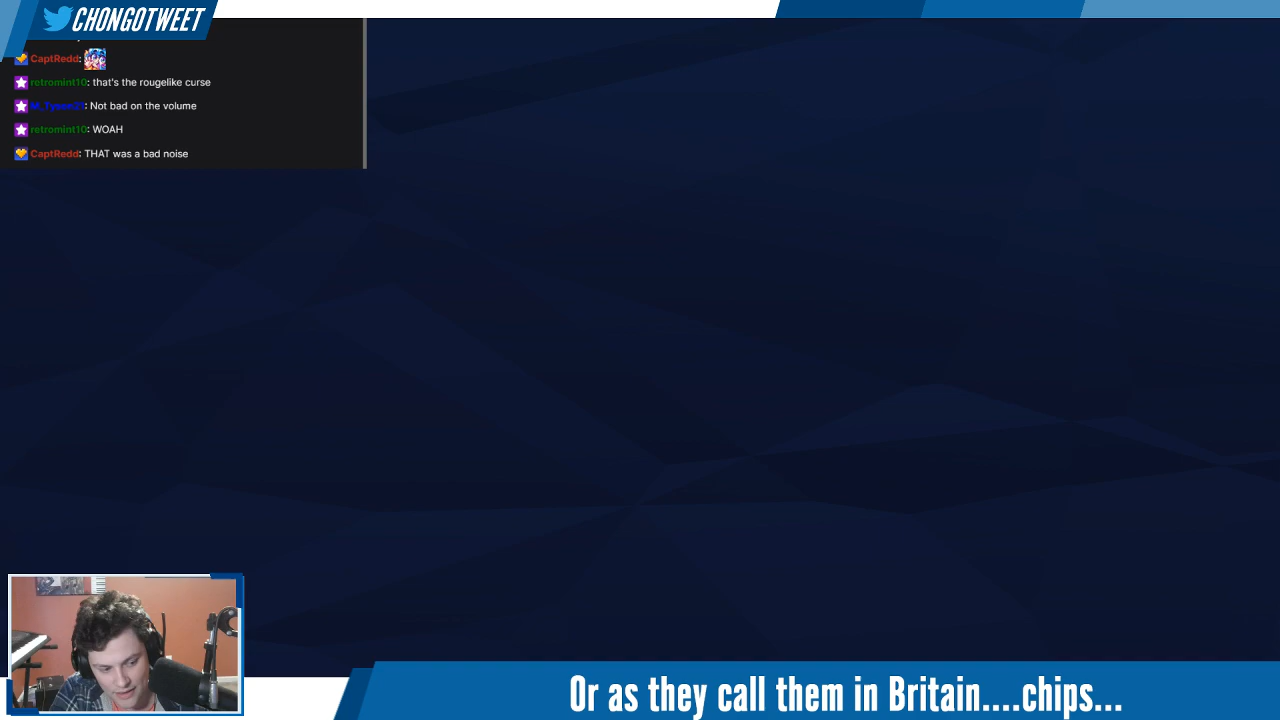 CHONGOTWEET
CaptRedd:
retromint10: that's the rougelike curse
Not bad on the volume
retromint10: WOAH
CaptRedd: THAT was a bad noise
Or as they call them in Britain....chips...